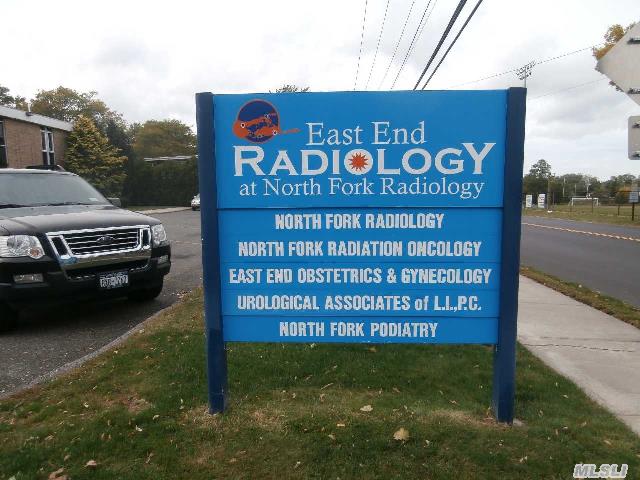 East End
RADIOLOGY
at North Fork Radiology
NORTH FORK RADIOLOGY
NORTH FORK RADIATION ONCOLOGY
EAST END OBSTETRICS & GYNECOLOGY
UROLOGICAL ASSOCIATES of L.I.,P.C.
NORTH FORK PODIATRY
MLSLI